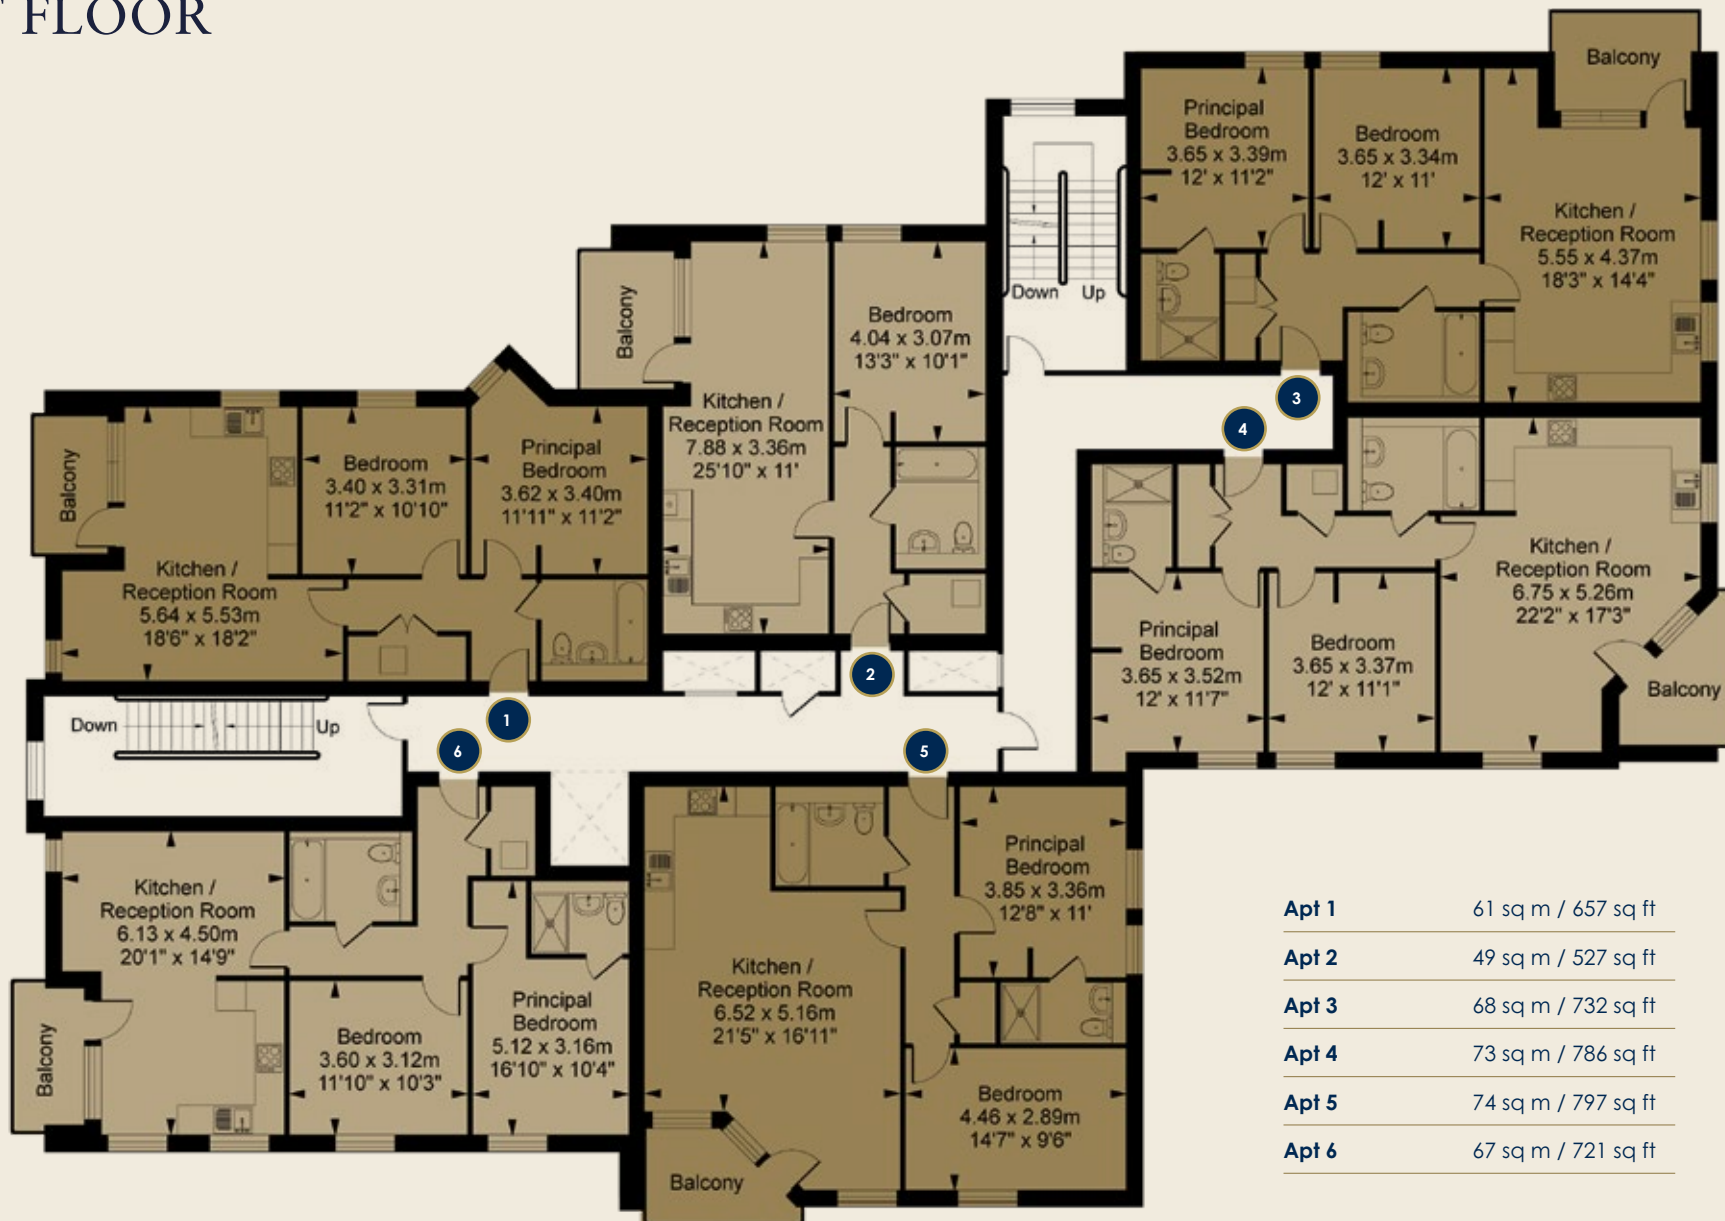 FLOOR
Balcony
Principal
Bedroom
3.65 x 3.39m
12' x 11'2"
Bedroom
3.65 x 3.34m
12' x 11'
Kitchen /
Reception Room
5.55 x 4.37m
18'3" x 14'4"
Down Up
Balcony
Kitchen /
Reception Room
7.88 x 3.36m
25'10" x 11'
Bedroom
4.04 x 3.07m
13'3" x 10'1"
3
4
Balcony
Kitchen /
Reception Room
5.64 x 5.53m
18'6" x 18'2"
Bedroom
3.40 x 3.31m
11'2" x 10'10"
Principal
Bedroom
3.62 x 3.40m
11'11" x 11'2"
Principal
Bedroom
3.65 x 3.52m
12' x 11'7"
Bedroom
3.65 x 3.37m
12' x 11'1"
Kitchen /
Reception Room
6.75 x 5.26m
22'2" x 17'3"
Balcony
Down Up
1
2
6
5
Kitchen /
Reception Room
6.13 x 4.50m
20'1" x 14'9"
Balcony
Bedroom
3.60 x 3.12m
11'10" x 10'3"
Principal
Bedroom
5.12 x 3.16m
16'10" x 10'4"
Kitchen /
Reception Room
6.52 x 5.16m
21'5" x 16'11"
Balcony
Principal
Bedroom
3.85 x 3.36m
12'8" x 11'
Bedroom
4.46 x 2.89m
14'7" x 9'6"
Apt 1 61 sq m / 657 sq ft
Apt 2 49 sq m / 527 sq ft
Apt 3 68 sq m / 732 sq ft
Apt 4 73 sq m / 786 sq ft
Apt 5 74 sq m / 797 sq ft
Apt 6 67 sq m / 721 sq ft